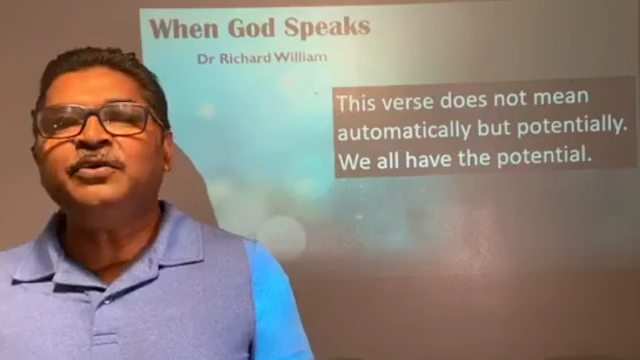 When God Speaks
Dr Richard William
This verse does not mean
automatically but potentially.
We all have the potential.